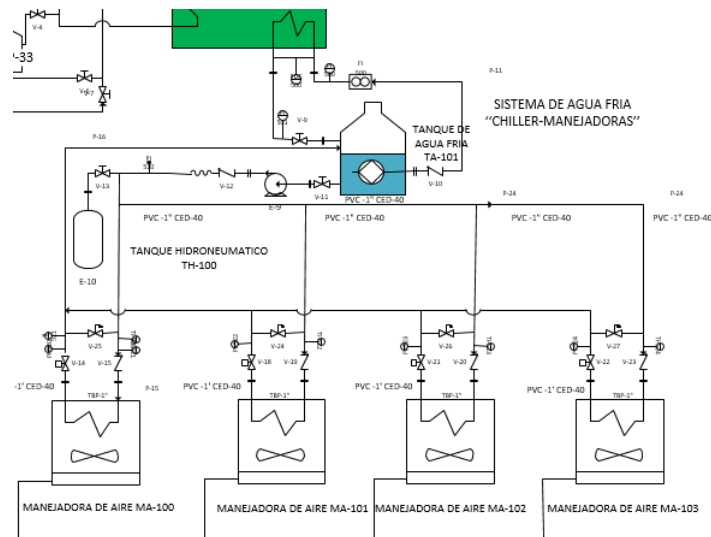 V-4
P-33
V-7
FI
P-11
SISTEMA DE AGUA FRIA
"CHILLER-MANEJADORAS"
V-9
P-16
TANQUE DE
AGUA FRIA
TA-101
V-13
V-12
E-9
V-11
V-10
PVC -1" CED-40
P-24
P-24
PVC -1" CED-40
PVC -1" CED-40
PVC -1" CED-40
PVC -1" CED-40
TANQUE HIDRONEUMATICO
TH-100
E-10
V-25
V-24
V-26
V-27
V-14
V-15
V-18
V-19
V-21
V-20
V-22
V-23
-1' CED-40
P-15
PVC -1' CED-40
PVC -1' CED-40
PVC -1' CED-40
TBP-1"
TBP-1"
TBP-1"
TBP-1"
MANEJADORA DE AIRE MA-100
MANEJADORA DE AIRE MA-101
MANEJADORA DE AIRE MA-102
MANEJADORA DE AIRE MA-103